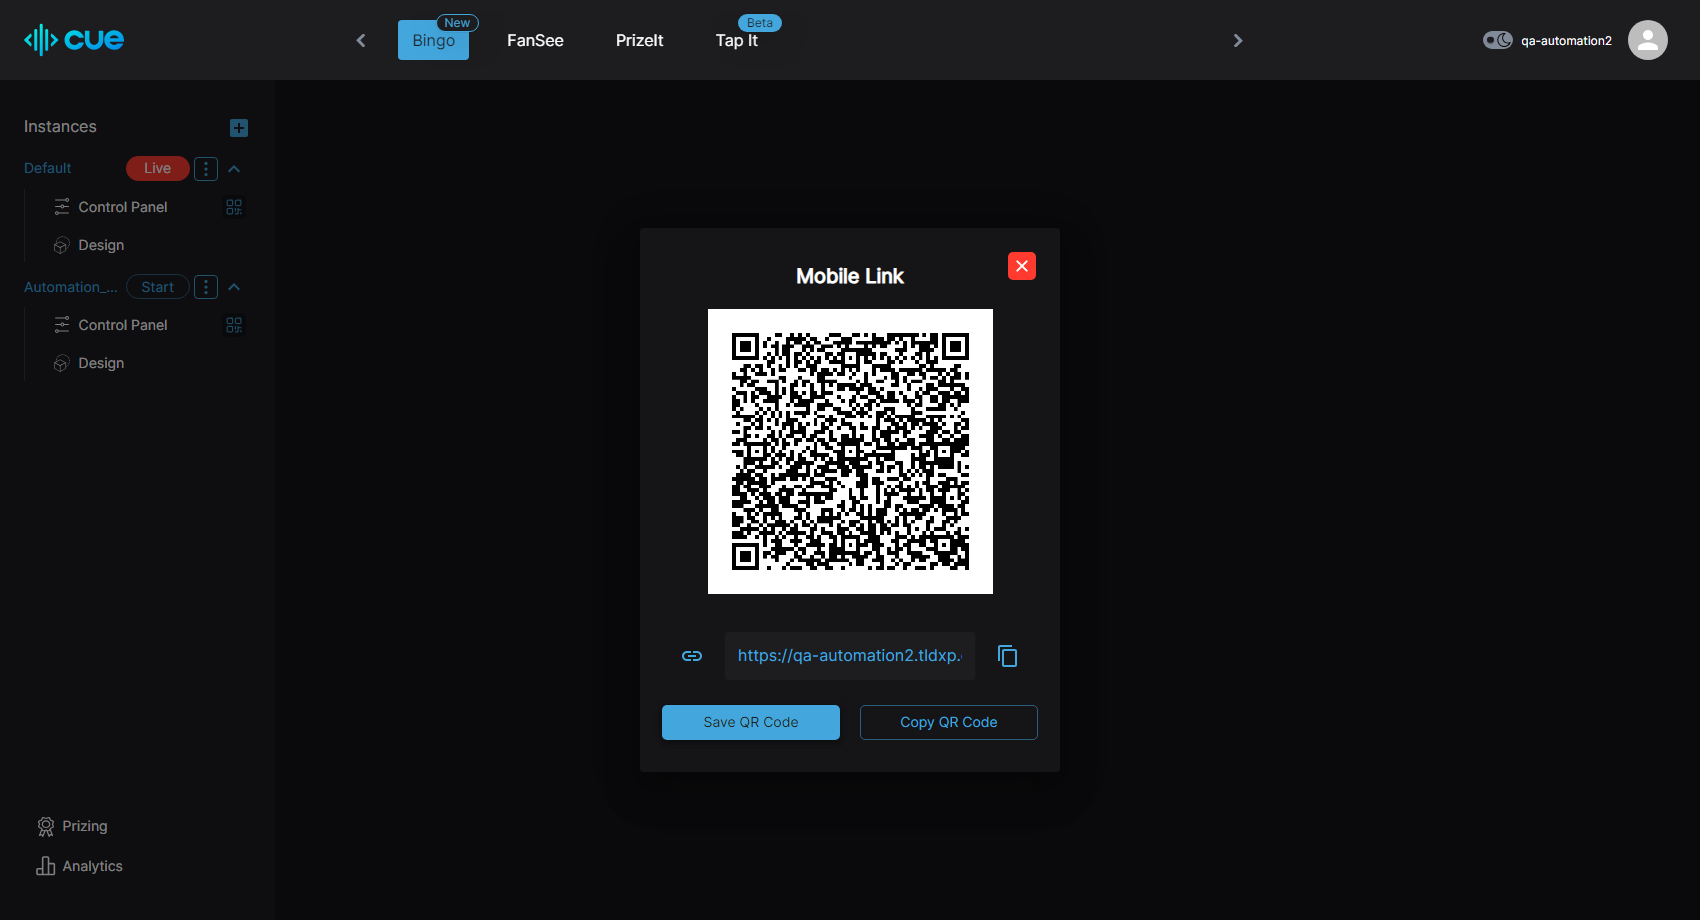 cue
Bingo
New
FanSee
PrizeIt
Tap It
Beta
qa-automation2
Instances
Default
Live
Control Panel
Design
Automation_...
Start
Control Panel
Design
Prizing
Analytics
Mobile Link
https://qa-automation2.tldxp.
Save QR Code
Copy QR Code